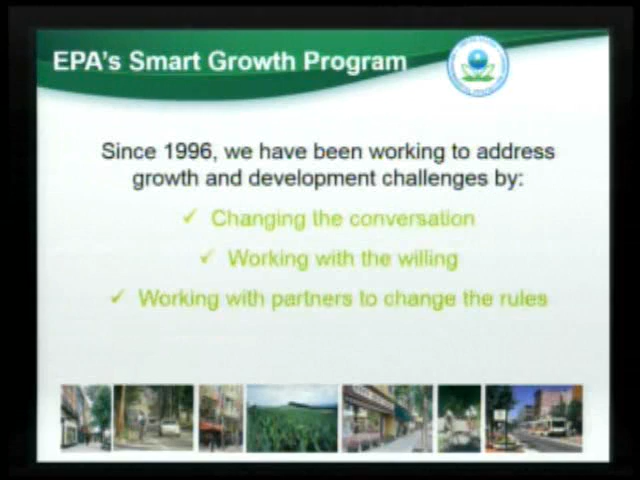 EPA's Smart Growth Program
Since 1996, we have been working to address
growth and development challenges by:
✓ Changing the conversation
✓ Working with the willing
✓ Working with partners to change the rules